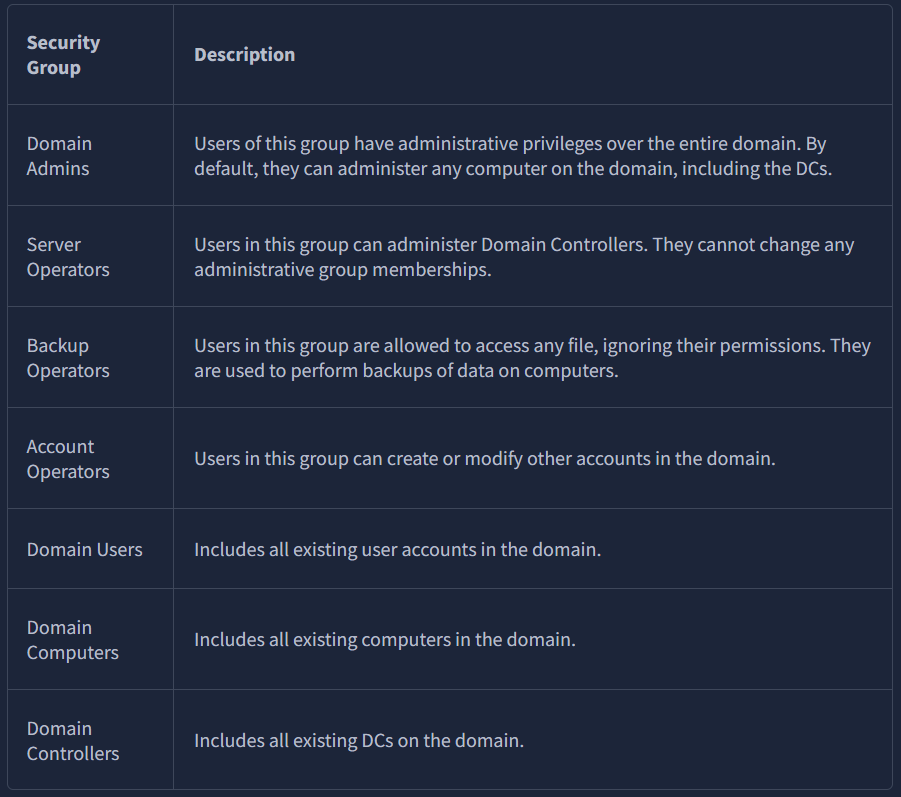 Security
Group
Description
Domain
Admins
Users of this group have administrative privileges over the entire domain. By
default, they can administer any computer on the domain, including the DCs.
Server
Operators
Users in this group can administer Domain Controllers. They cannot change any
administrative group memberships.
Backup
Operators
Users in this group are allowed to access any file, ignoring their permissions. They
are used to perform backups of data on computers.
Account
Operators
Users in this group can create or modify other accounts in the domain.
Domain Users
Includes all existing user accounts in the domain.
Domain
Computers
Includes all existing computers in the domain.
Domain
Controllers
Includes all existing DCs on the domain.